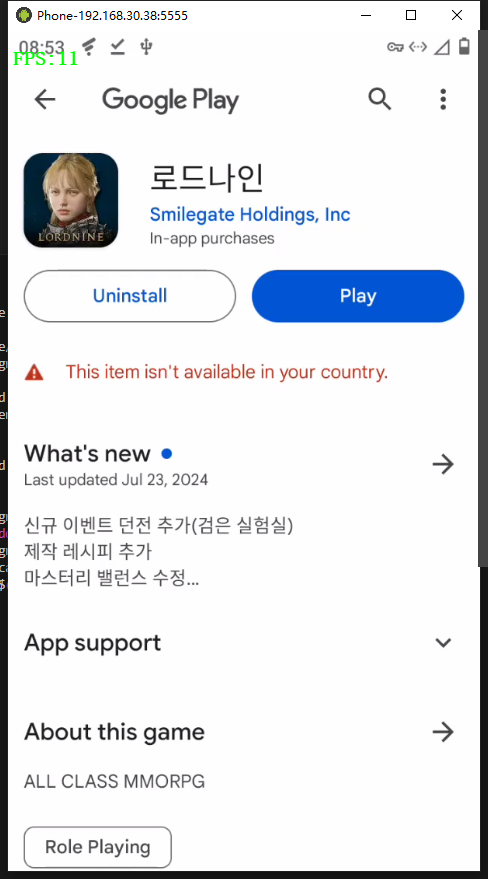 Phone-192.168.30.38:5555
08:53
FPS:11
Google Play
LORDNINE
로드나인
Smilegate Holdings, Inc
In-app purchases
Uninstall
Play
This item isn't available in your country.
What's new
Last updated Jul 23, 2024
신규 이벤트 던전 추가(검은 실험실)
제작 레시피 추가
마스터리 밸런스 수정...
App support
About this game
ALL CLASS MMORPG
Role Playing